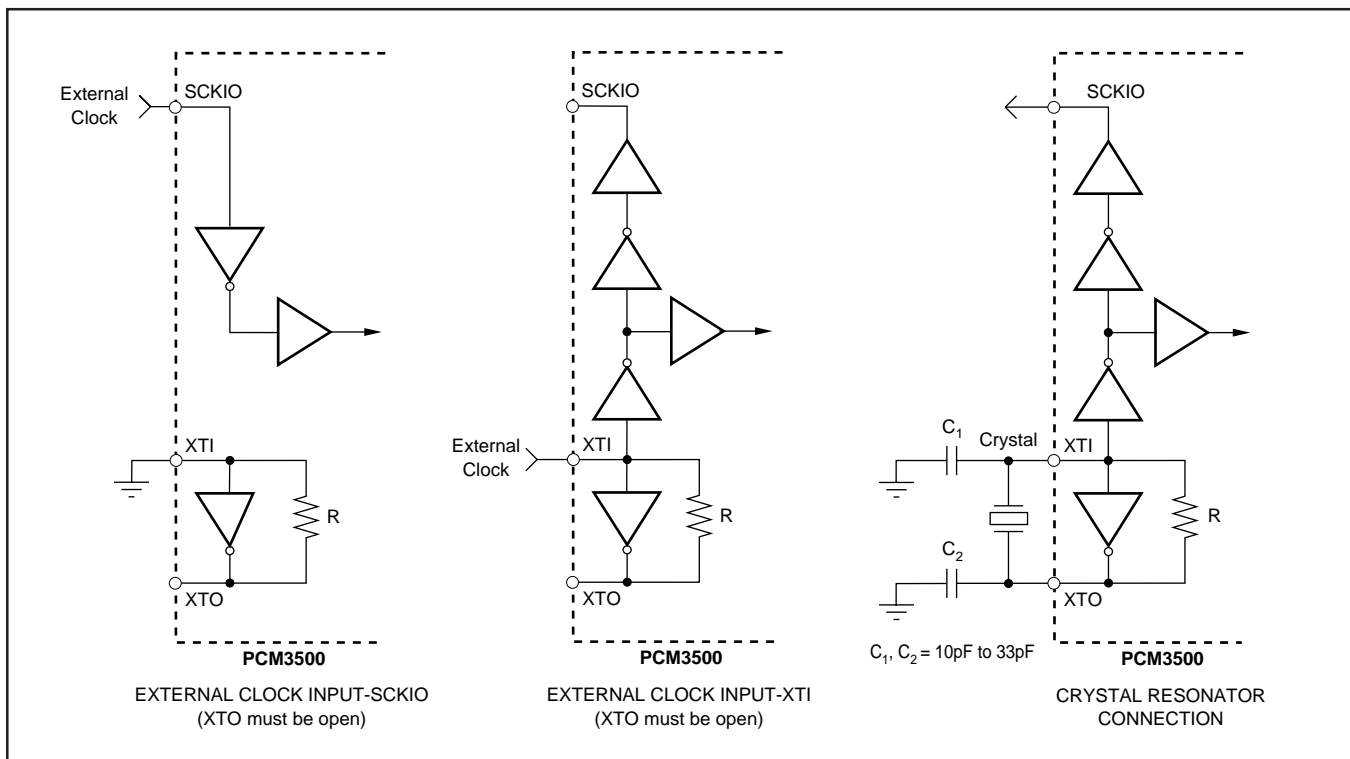 External
Clock
SCKIO
XTI
R
XTO
PCM3500
EXTERNAL CLOCK INPUT-SCKIO
(XTO must be open)
SCKIO
External
Clock
XTI
R
XTO
PCM3500
EXTERNAL CLOCK INPUT-XTI
(XTO must be open)
SCKIO
C1
Crystal
XTI
R
C2
XTO
C1, C2 = 10pF to 33pF
PCM3500
CRYSTAL RESONATOR
CONNECTION